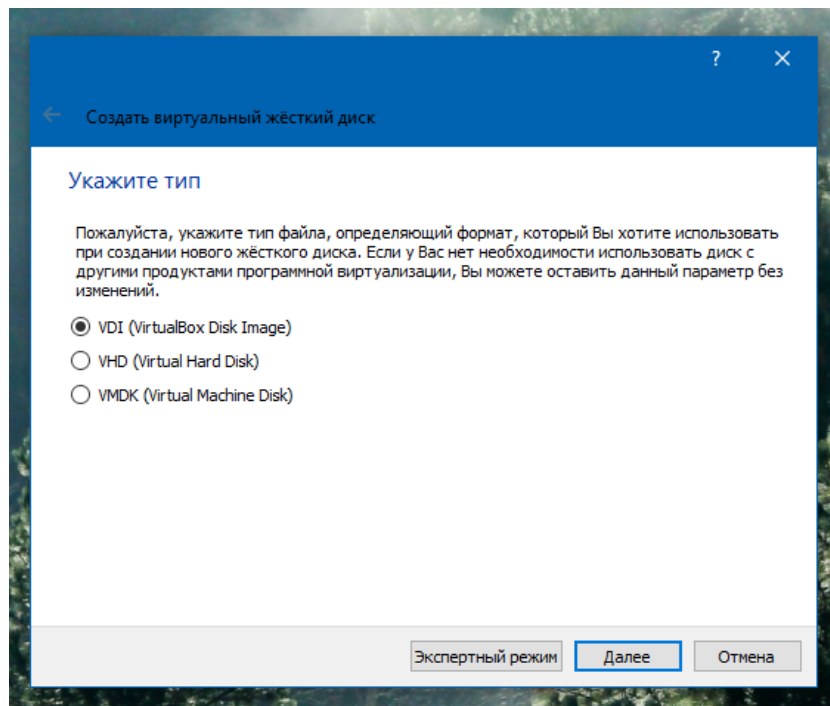 ?
Создать виртуальный жёсткий диск
Укажите тип
Пожалуйста, укажите тип файла, определяющий формат, который Вы хотите использовать
при создании нового жёсткого диска. Если у Вас нет необходимости использовать диск с
другими продуктами программной виртуализации, Вы можете оставить данный параметр без
изменений.
VDI (VirtualBox Disk Image)
VHD (Virtual Hard Disk)
VMDK (Virtual Machine Disk)
Экспертный режим Далее Отмена